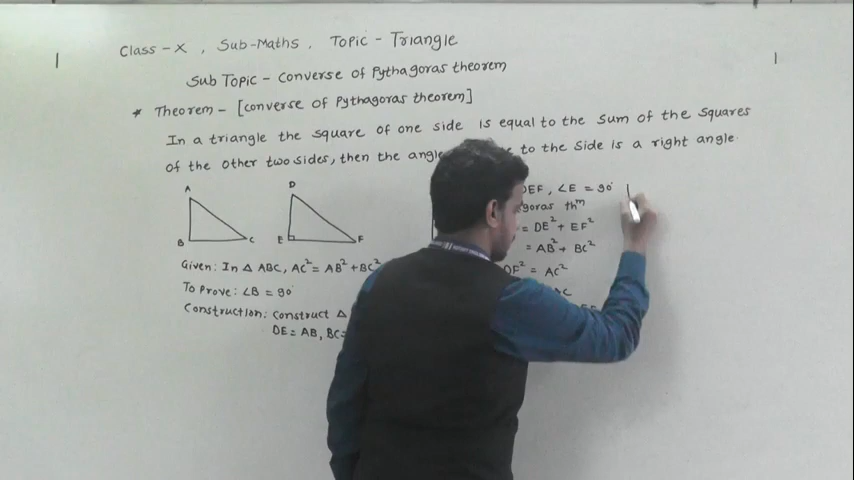 Class - X , Sub - Maths , Topic - Triangle
Sub Topic - Converse of Pythagoras theorem
* Theorem - [converse of Pythagoras theorem]
In a triangle the square of one side is equal to the sum of the squares
of the other two sides, then the angle to the side is a right angle.
A
B
C
D
E
F
Given: In △ ABC, AC² = AB² + BC²
To Prove: ∠B = 90°
Construction: Construct △
DE = AB, BC =
DEF, ∠E = 90°
thm
= DE² + EF²
= AB² + BC²
DF² = AC²